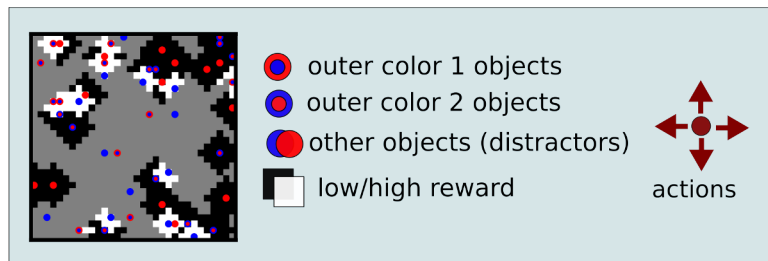 outer color 1 objects
outer color 2 objects
other objects (distractors)
low/high reward
actions